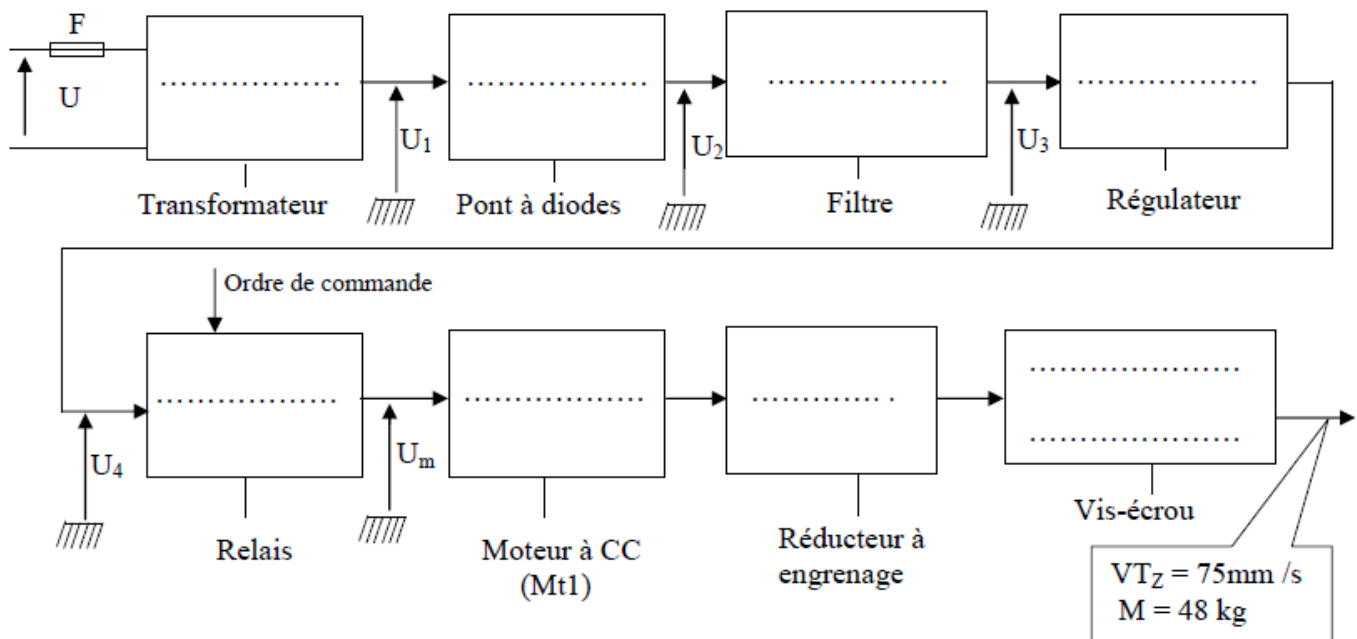 F
U
....................
....................
....................
....................
U1
U2
U3
Transformateur
Pont à diodes
Filtre
Régulateur
Ordre de commande
....................
....................
.............. .
.......................
.......................
U4
Um
Relais
Moteur à CC
(Mt1)
Réducteur à
engrenage
Vis-écrou
VTZ = 75mm /s
M = 48 kg